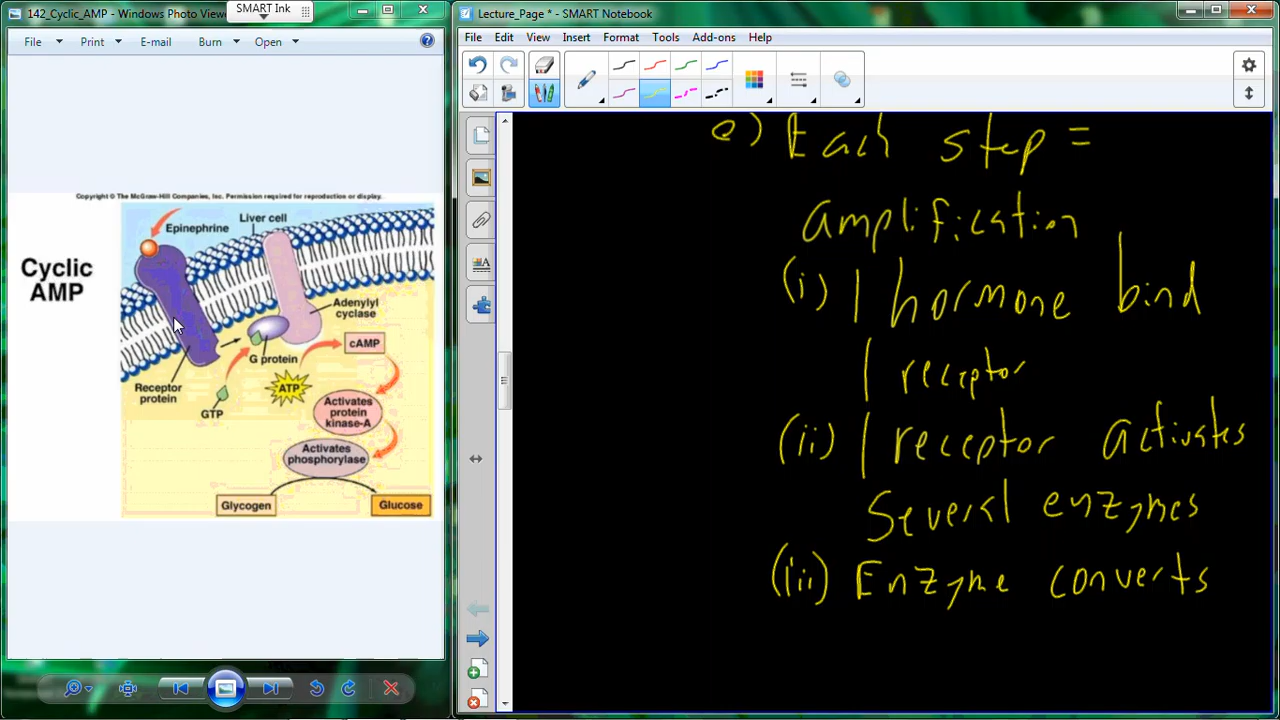 142_Cyclic_AMP - Windows Photo View
SMART Ink
File Print E-mail Burn Open
Copyright © The McGraw-Hill Companies, Inc. Permission required for reproduction or display.
Cyclic
AMP
Epinephrine
Liver cell
Adenylyl
cyclase
G protein
cAMP
Receptor
protein
GTP
ATP
Activates
protein
kinase-A
Activates
phosphorylase
Glycogen
Glucose
Lecture_Page * - SMART Notebook
File Edit View Insert Format Tools Add-ons Help
e) Each step =
amplification
(i) 1 hormone bind
1 receptor
(ii) 1 receptor activates
Several enzymes
(iii) Enzyme converts